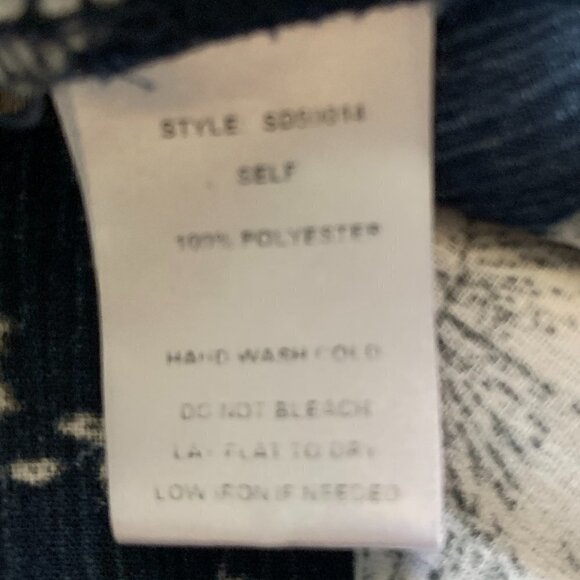 STYLE
SELF
100% POLYESTER
HAND WASH COLD
DO NOT BLEACH
LAY FLAT TO DRY
LOW IRON IF NEEDED